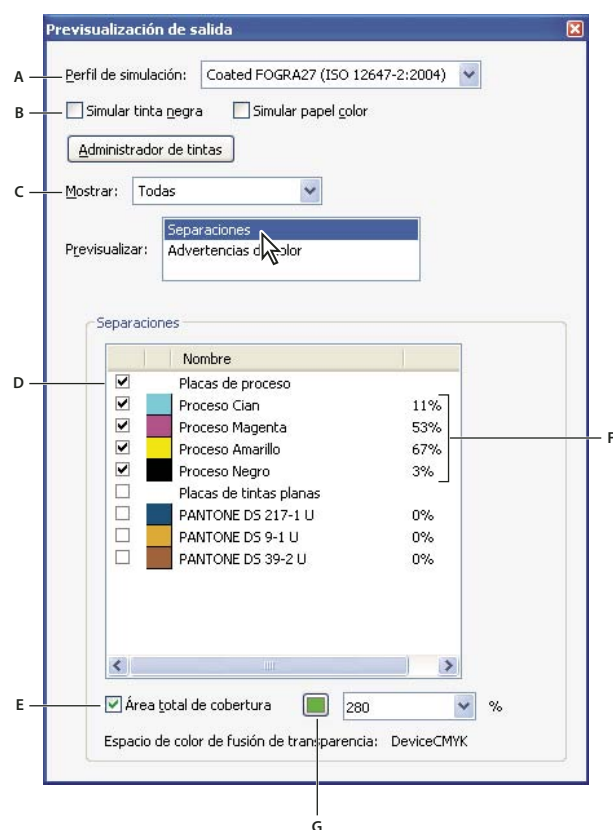 Previsualización de salida
A Perfil de simulación: Coated FOGRA27 (ISO 12647-2:2004)
B Simular tinta negra Simular papel color
Administrador de tintas
C Mostrar: Todas
Separaciones
Previsualizar: Advertencias de color
Separaciones
Nombre
D Placas de proceso
Proceso Cian 11%
Proceso Magenta 53%
F
Proceso Amarillo 67%
Proceso Negro 3%
Placas de tintas planas
PANTONE DS 217-1 U 0%
PANTONE DS 9-1 U 0%
PANTONE DS 39-2 U 0%
E Área total de cobertura 280 %
Espacio de color de fusión de transparencia: DeviceCMYK
G